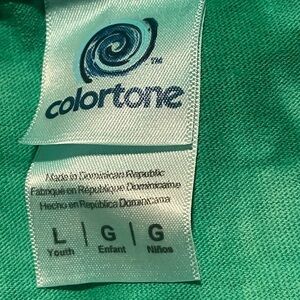 TM
colortone
Made in Dominican Republic
Fabriqué en République Dominicaine
Hecho en República Dominicana
L | G | G
Youth Enfant Niños